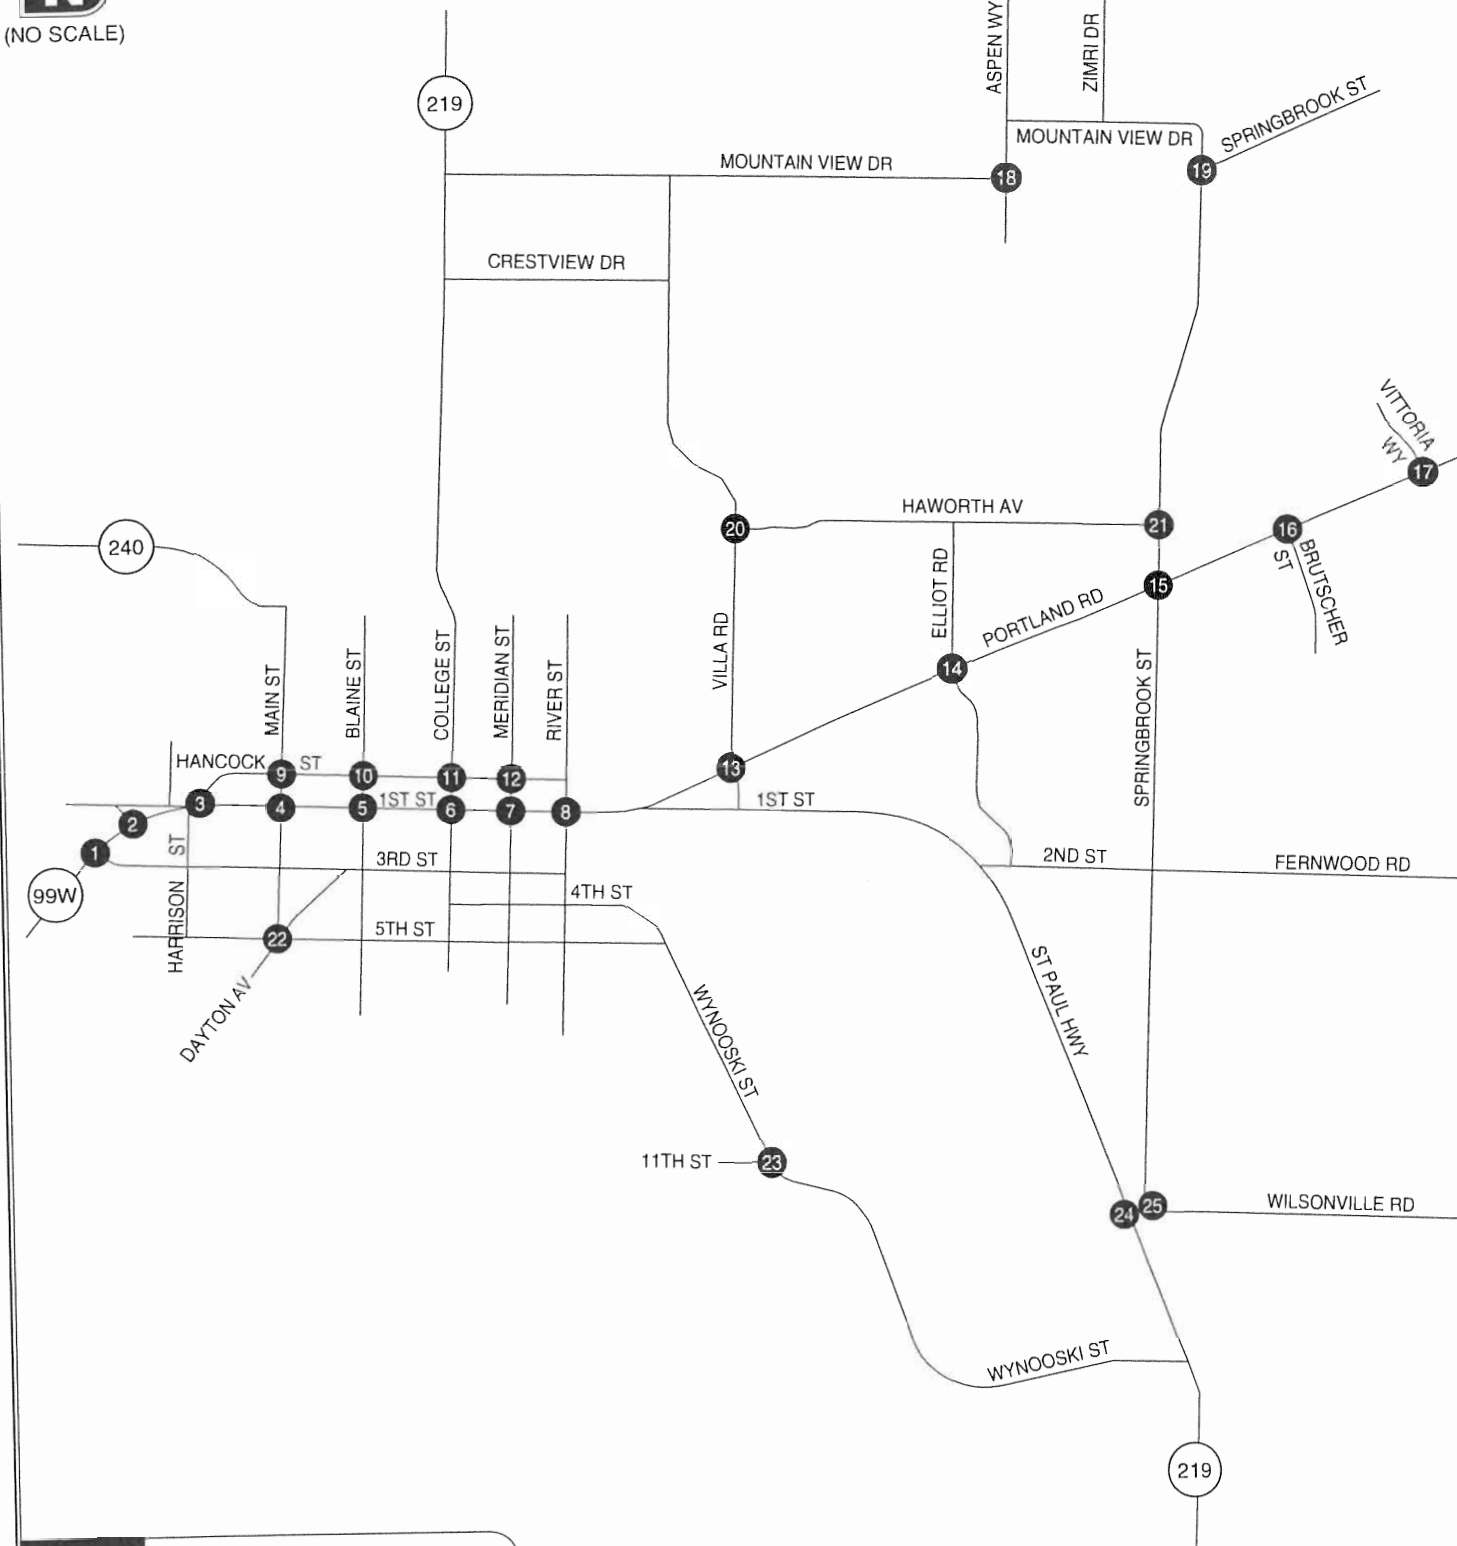 N
(NO SCALE)
ASPEN WY
ZIMRI DR
219
SPRINGBROOK ST
MOUNTAIN VIEW DR
MOUNTAIN VIEW DR
18
19
CRESTVIEW DR
VITTORIA
WY
17
HAWORTH AV
20
21
16
BRUTSCHER
ST
240
15
ELLIOT RD
PORTLAND RD
14
VILLA RD
SPRINGBROOK ST
MAIN ST
BLAINE ST
COLLEGE ST
MERIDIAN ST
RIVER ST
HANCOCK ST
9
10
11
12
13
3
4
5
1ST ST
6
7
8
1ST ST
2
1
HARRISON ST
3RD ST
2ND ST
FERNWOOD RD
99W
4TH ST
22
5TH ST
DAYTON AV
WYNOOSKI ST
ST PAUL HWY
11TH ST
23
24
25
WILSONVILLE RD
WYNOOSKI ST
219